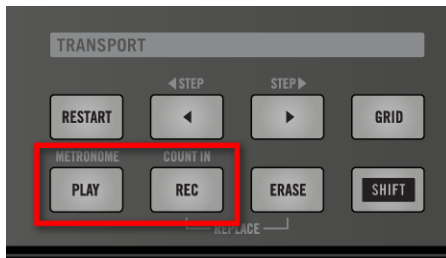 TRANSPORT
◀STEP STEP▶
RESTART ◀ ▶ GRID
METRONOME COUNT IN
PLAY REC ERASE SHIFT
REPLACE